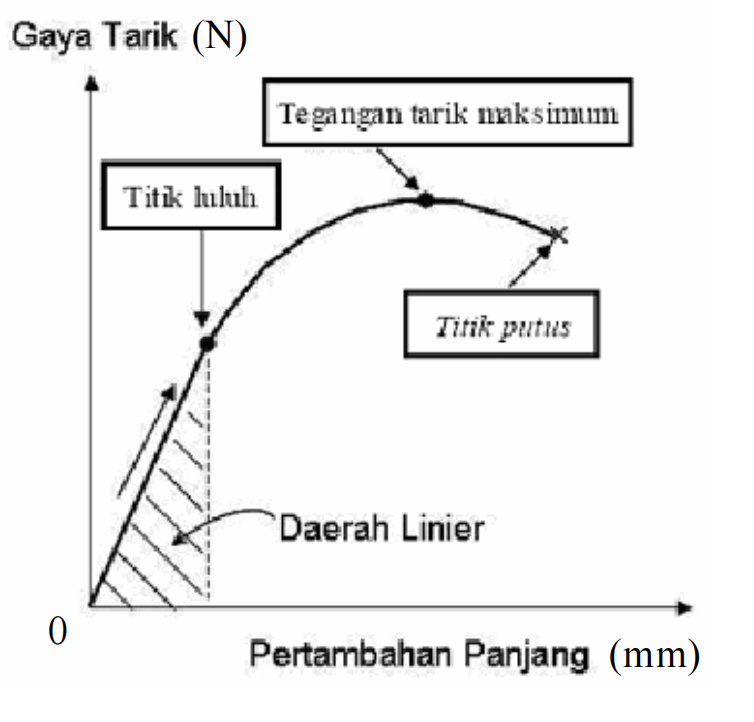 Gaya Tarik (N)
Tegangan tarik maksimum
Titik luluh
Titik putus
Daerah Linier
0
Pertambahan Panjang (mm)